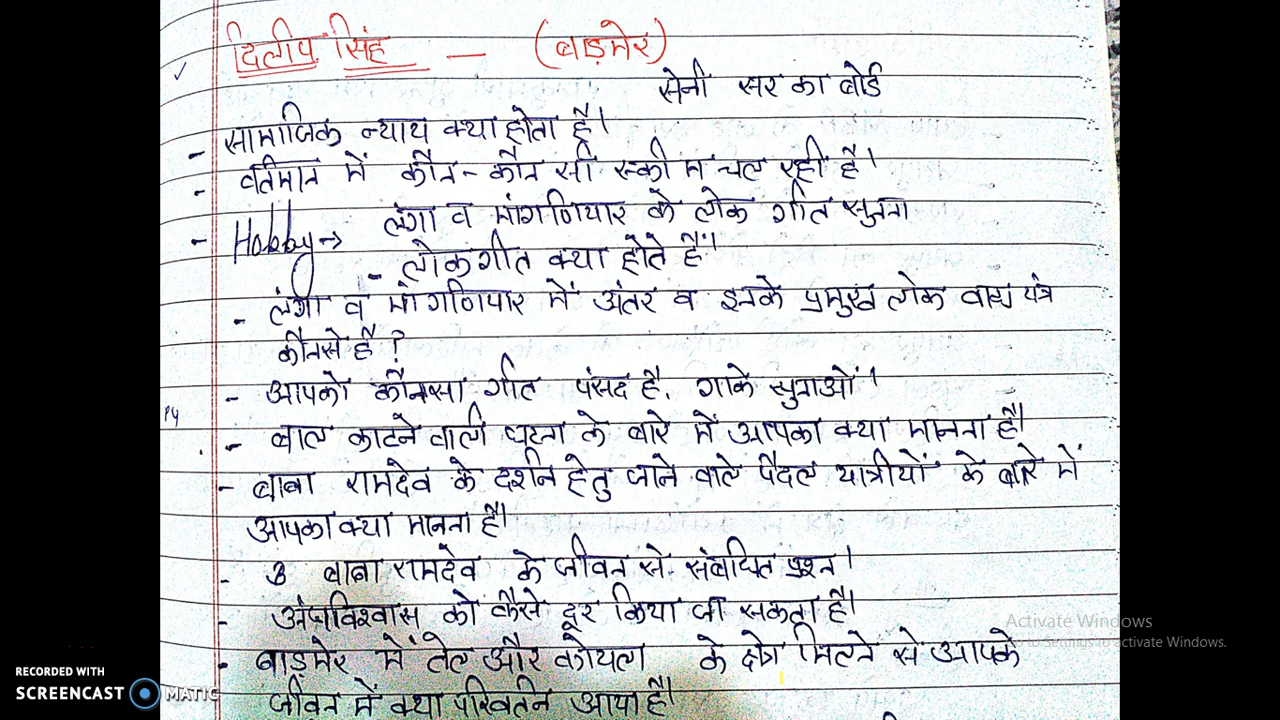 दिलीप सिंह — (बाड़मेर)
सेनी सर का बोर्ड
- सामाजिक न्याय क्या होता है।
- वर्तमान में कौन-कौन सी स्कीमें चल रही है।
- Hobby → लंगा व मांगणियार के लोक गीत सुनना
- लोकगीत क्या होते हैं।
- लंगा व मांगणियार में अंतर व इनके प्रमुख लोक वाद्य यंत्र
कौनसे है ?
- आपको कौनसा गीत पंसद है, गाके सुनाओं।
- बाल काटने वाली घटना के बारे में आपका क्या मानना है।
- बाबा रामदेव के दर्शन हेतु जाने वाले पैदल यात्रीयों के बारे में
आपका क्या मानना है।
- बाबा रामदेव के जीवन से संबंधित प्रश्न।
- अंधविश्वास को कैसे दूर किया जा सकता है।
- बाड़मेर में तेल और कोयला के क्षेत्र मिलने से आपके
जीवन में क्या परिवर्तन आया है।
Activate Windows
Go to Settings to activate Windows.
RECORDED WITH
SCREENCAST MATIC